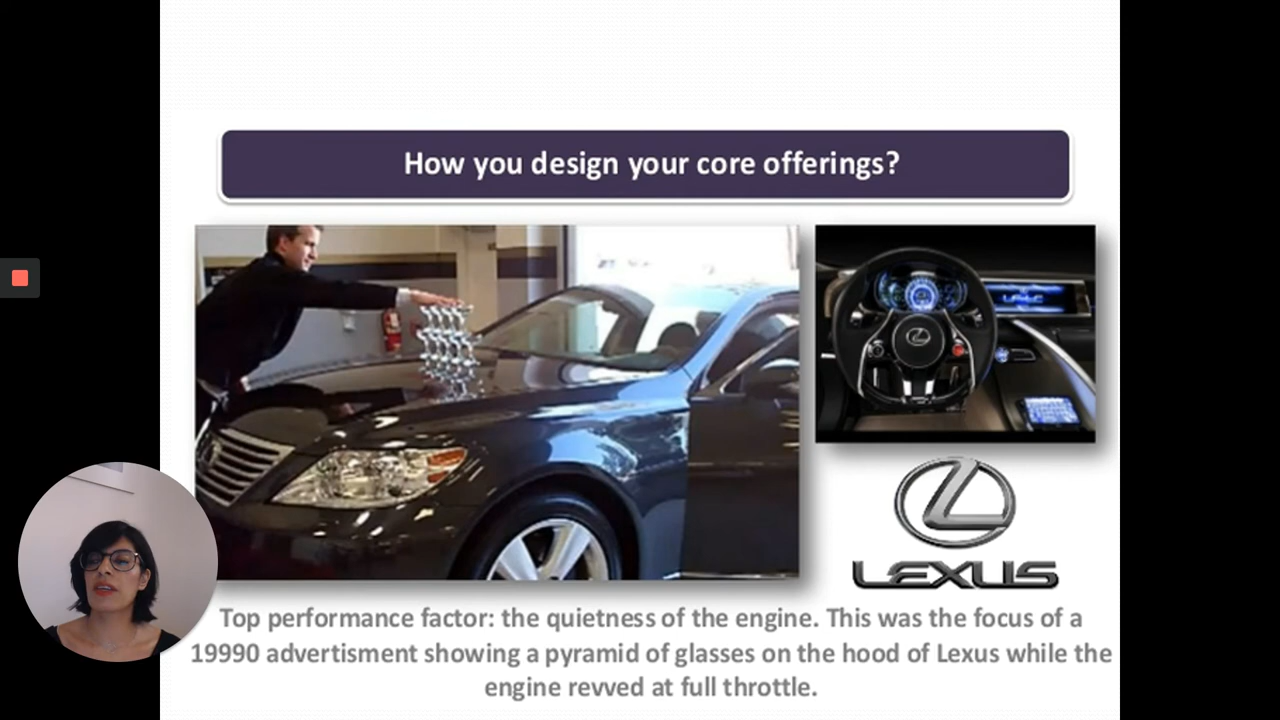 How you design your core offerings?
LEXUS
Top performance factor: the quietness of the engine. This was the focus of a
19990 advertisment showing a pyramid of glasses on the hood of Lexus while the
engine revved at full throttle.